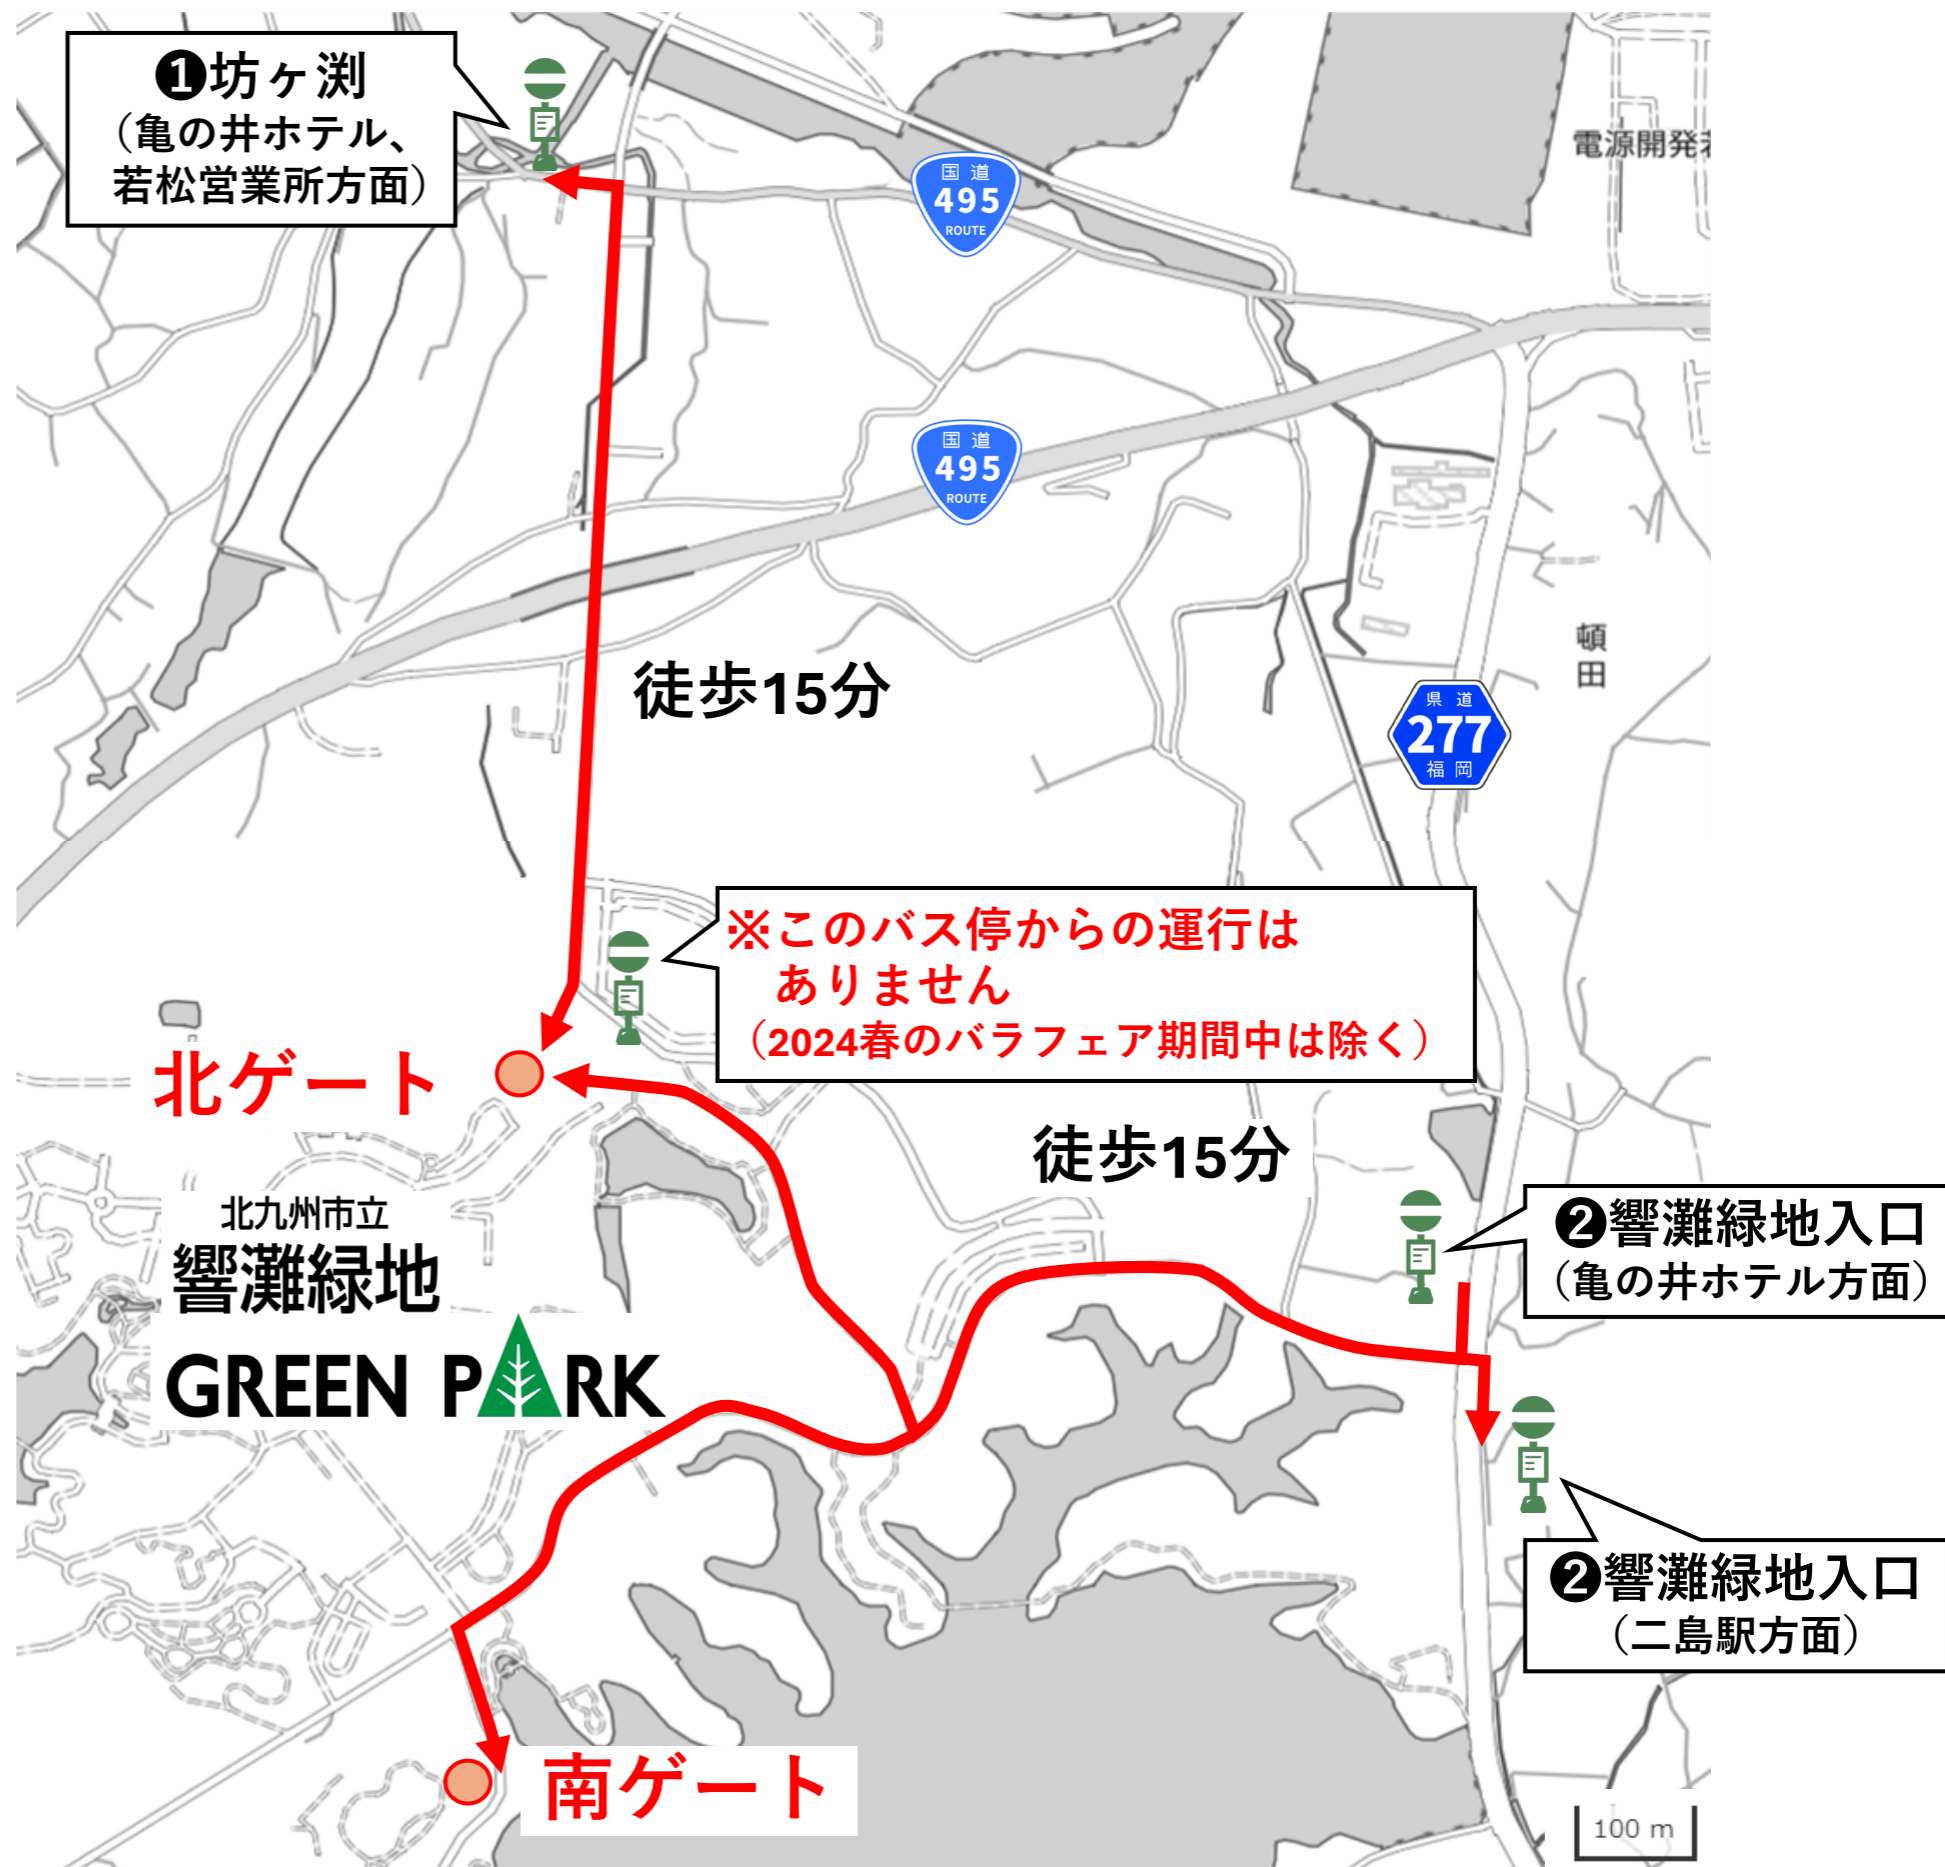 ❶坊ヶ渕
（亀の井ホテル、
若松営業所方面）
国道
495
ROUTE
電源開発
国道
495
ROUTE
頓田
徒歩15分
県道
277
福岡
※このバス停からの運行は
ありません
（2024春のバラフェア期間中は除く）
北ゲート
徒歩15分
北九州市立
響灘緑地
GREEN PARK
❷響灘緑地入口
（亀の井ホテル方面）
❷響灘緑地入口
（二島駅方面）
南ゲート
100 m